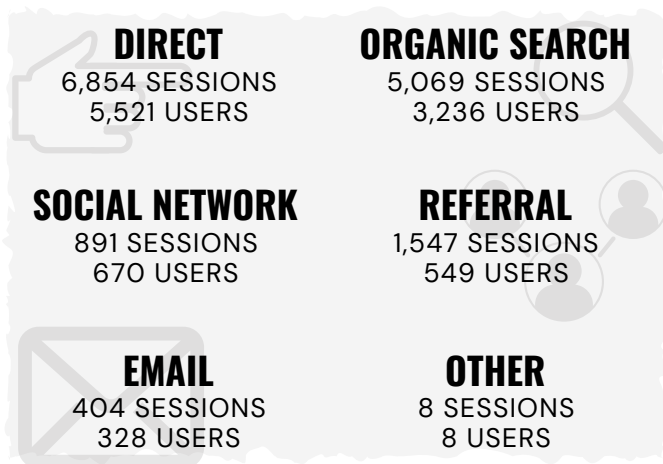 DIRECT
6,854 SESSIONS
5,521 USERS
ORGANIC SEARCH
5,069 SESSIONS
3,236 USERS
SOCIAL NETWORK
891 SESSIONS
670 USERS
REFERRAL
1,547 SESSIONS
549 USERS
EMAIL
404 SESSIONS
328 USERS
OTHER
8 SESSIONS
8 USERS